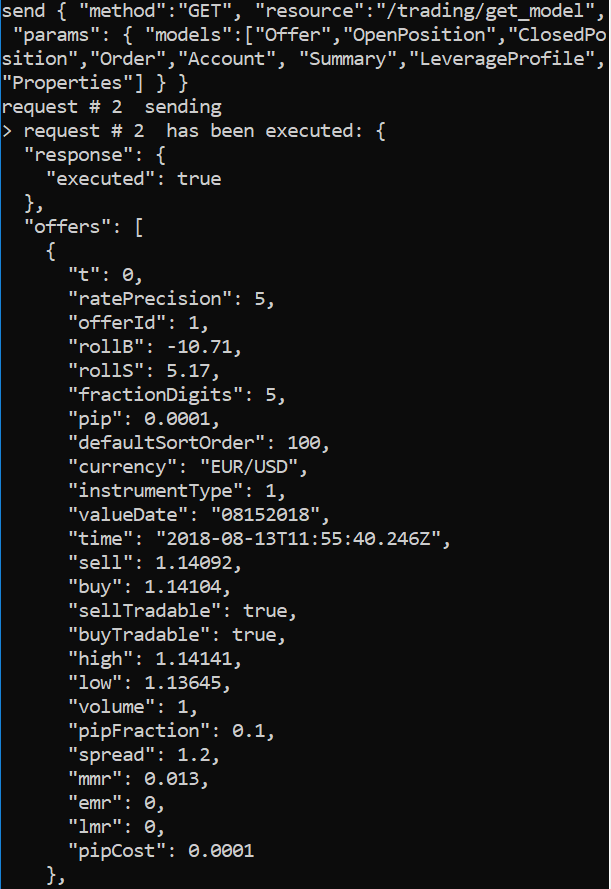 send { "method":"GET", "resource":"/trading/get_model",
 "params": { "models":["Offer","OpenPosition","ClosedPo
sition","Order","Account", "Summary","LeverageProfile",
"Properties"] } }
request # 2  sending
> request # 2  has been executed: {
  "response": {
    "executed": true
  },
  "offers": [
    {
      "t": 0,
      "ratePrecision": 5,
      "offerId": 1,
      "rollB": -10.71,
      "rollS": 5.17,
      "fractionDigits": 5,
      "pip": 0.0001,
      "defaultSortOrder": 100,
      "currency": "EUR/USD",
      "instrumentType": 1,
      "valueDate": "08152018",
      "time": "2018-08-13T11:55:40.246Z",
      "sell": 1.14092,
      "buy": 1.14104,
      "sellTradable": true,
      "buyTradable": true,
      "high": 1.14141,
      "low": 1.13645,
      "volume": 1,
      "pipFraction": 0.1,
      "spread": 1.2,
      "mmr": 0.013,
      "emr": 0,
      "lmr": 0,
      "pipCost": 0.0001
    },